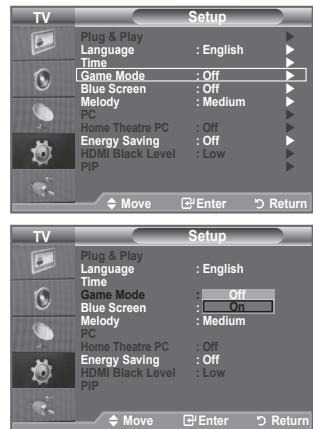 TV Setup
Plug & Play
Language : English
Time
Game Mode : Off
Blue Screen : Off
Melody : Medium
PC
Home Theatre PC : Off
Energy Saving : Off
HDMI Black Level : Low
PIP
Move Enter Return
TV Setup
Plug & Play
Language : English
Time
Game Mode : Off
Blue Screen : On
Melody : Medium
PC
Home Theatre PC : Off
Energy Saving : Off
HDMI Black Level : Low
PIP
Move Enter Return